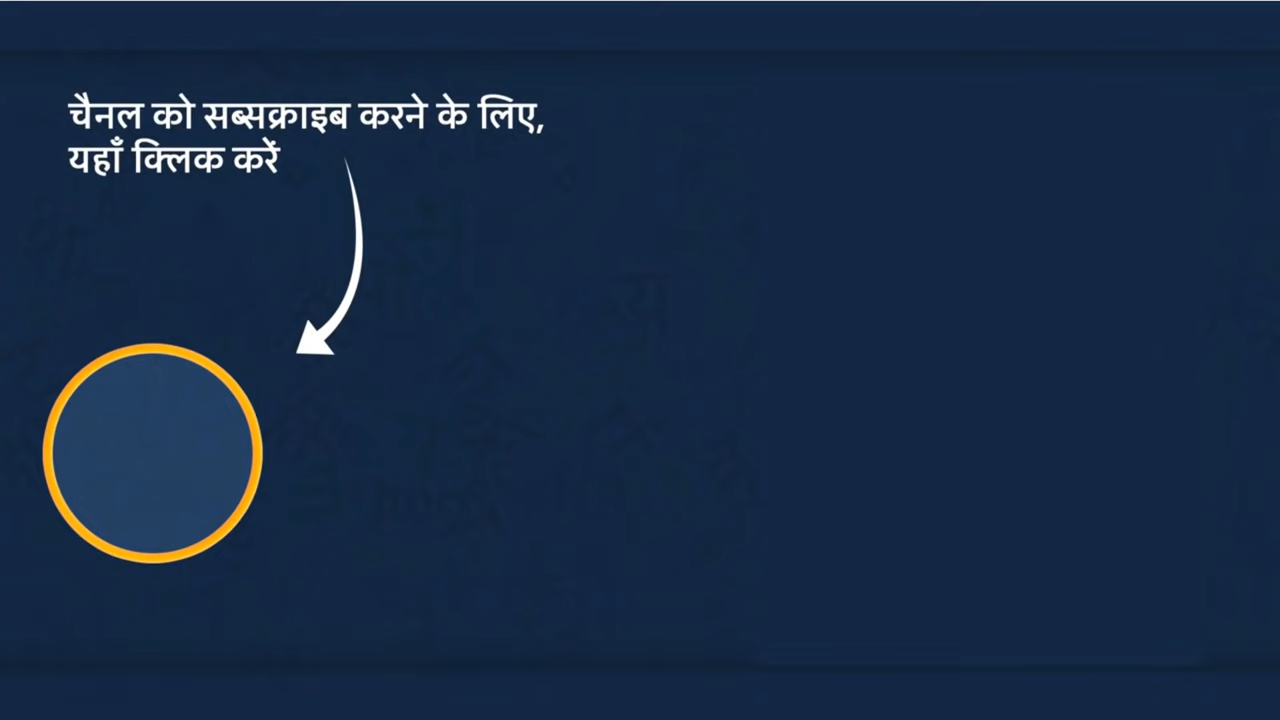 चैनल को सब्सक्राइब करने के लिए,
यहाँ क्लिक करें